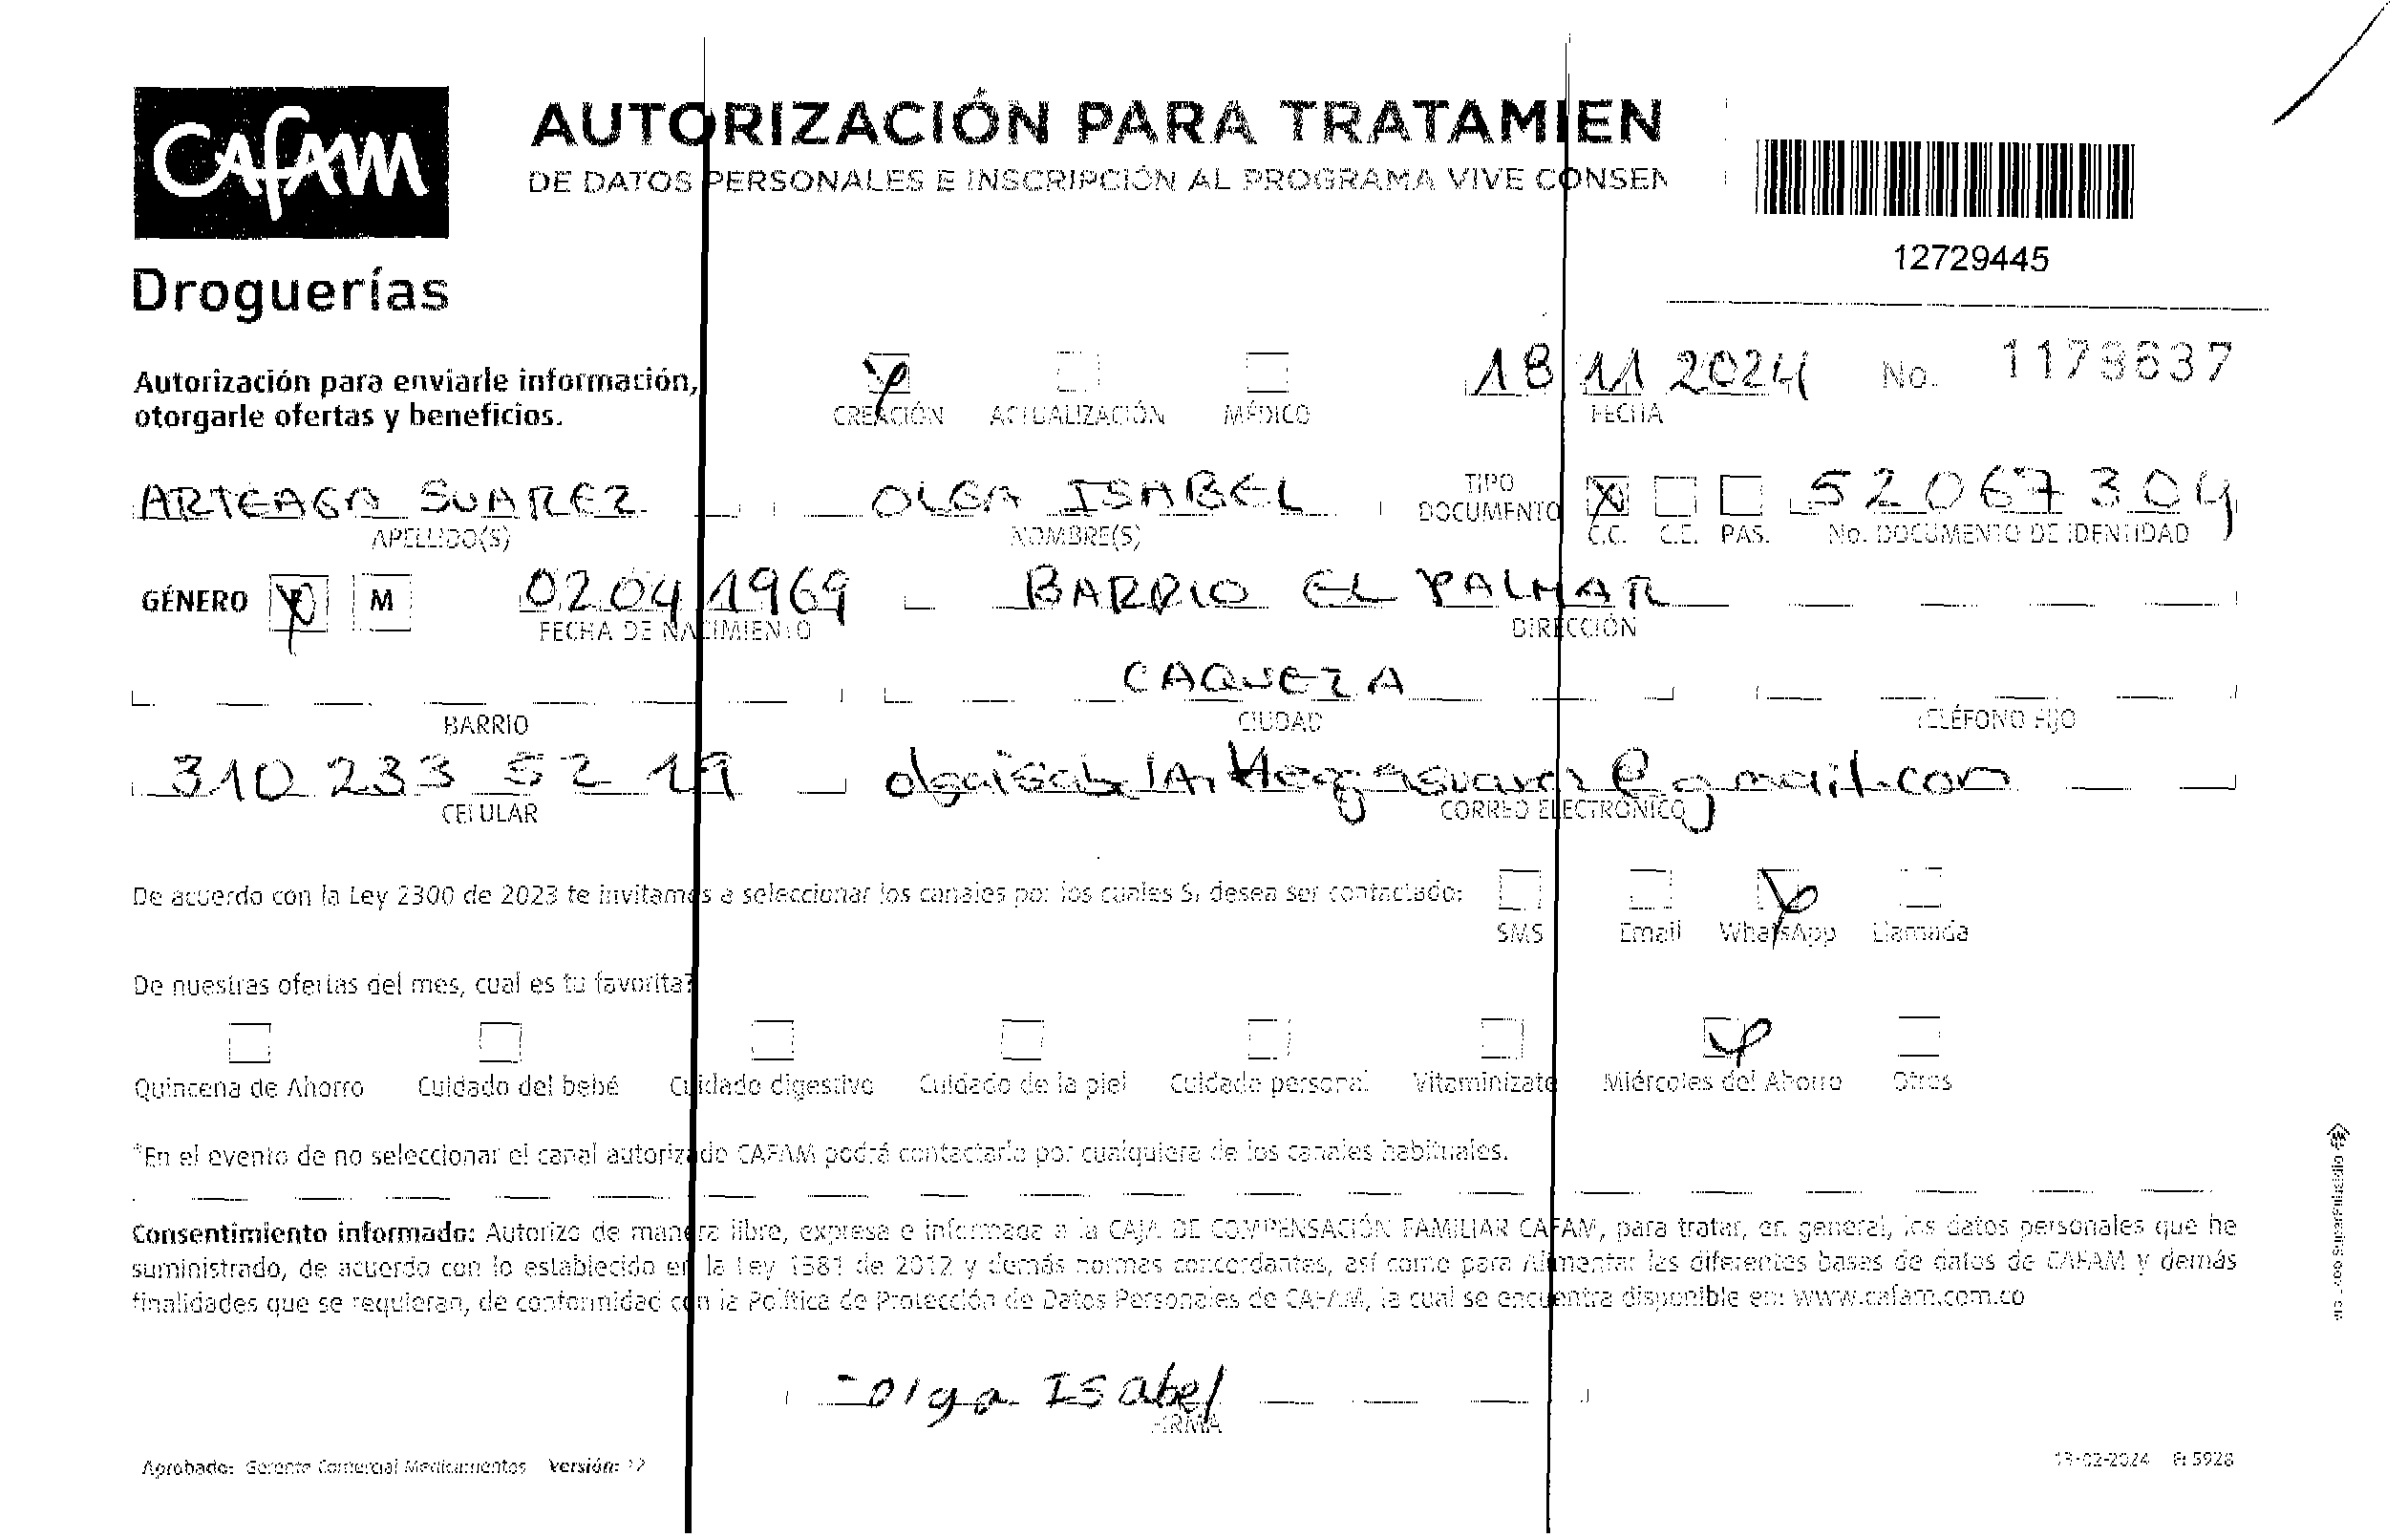 CAFAM
Droguerías
AUTORIZACIÓN PARA TRATAMIEN
DE DATOS PERSONALES E INSCRIPCIÓN AL PROGRAMA VIVE CONSEN
12729445
Autorización para enviarle información,
otorgarle ofertas y beneficios.
CREACIÓN ACTUALIZACIÓN MÉDICO
18 11 2024 No. 1178637
FECHA
ARTEAGA SUAREZ OLGA ISABEL TIPO DOCUMENTO 52067304
APELLIDO(S) NOMBRE(S) C.C. C.E. PAS. No. DOCUMENTO DE IDENTIDAD
GÉNERO F M 02 04 1969 BARRIO EL PALMAR
FECHA DE NACIMIENTO DIRECCIÓN
CAQUEZA
BARRIO CIUDAD TELÉFONO FIJO
310 233 52 19
CELULAR CORREO ELECTRÓNICO
De acuerdo con la Ley 2300 de 2023 te invitamos a seleccionar los canales por los cuales SI desea ser contactado:
SMS Email WhatsApp Llamada
De nuestras ofertas del mes, cual es tu favorita?
Quincena de Ahorro Cuidado del bebé Cuidado digestivo Cuidado de la piel Cuidado personal Vitaminízate Miércoles del Ahorro Otros
*En el evento de no seleccionar el canal autorizado CAFAM podrá contactarlo por cualquiera de los canales habituales.
Consentimiento informado: Autorizo de manera libre, expresa e informada a la CAJA DE COMPENSACIÓN FAMILIAR CAFAM, para tratar, en general, los datos personales que he
suministrado, de acuerdo con lo establecido en la Ley 1581 de 2012 y demás normas concordantes, así como para Alimentar las diferentes bases de datos de CAFAM y demás
finalidades que se requieran, de conformidad con la Política de Protección de Datos Personales de CAFAM, la cual se encuentra disponible en: www.cafam.com.co
Olga Isabel
FIRMA
Aprobado: Gerente Comercial Medicamentos Versión: 12
13-02-2024 5928